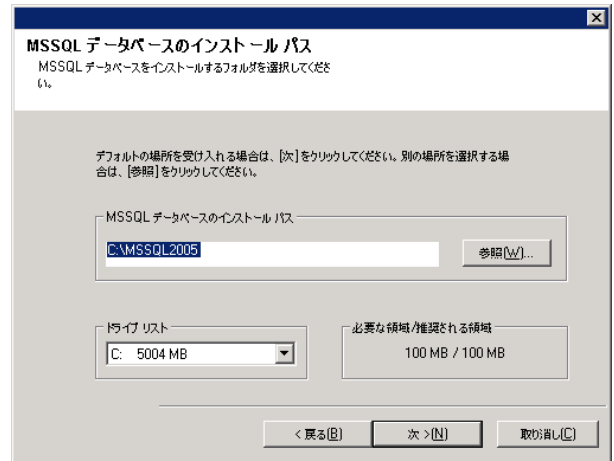 MSSQL データベースのインストール パス
MSSQL データベースをインストールするフォルダを選択してくださ
い。
デフォルトの場所を受け入れる場合は、[次]をクリックしてください。別の場所を選択する場
合は、[参照]をクリックしてください。
MSSQL データベースのインストール パス
C:\MSSQL2005
参照(W)...
ドライブ リスト
C: 5004 MB
必要な領域/推奨される領域
100 MB / 100 MB
< 戻る(B)
次 >(N)
取り消し(C)